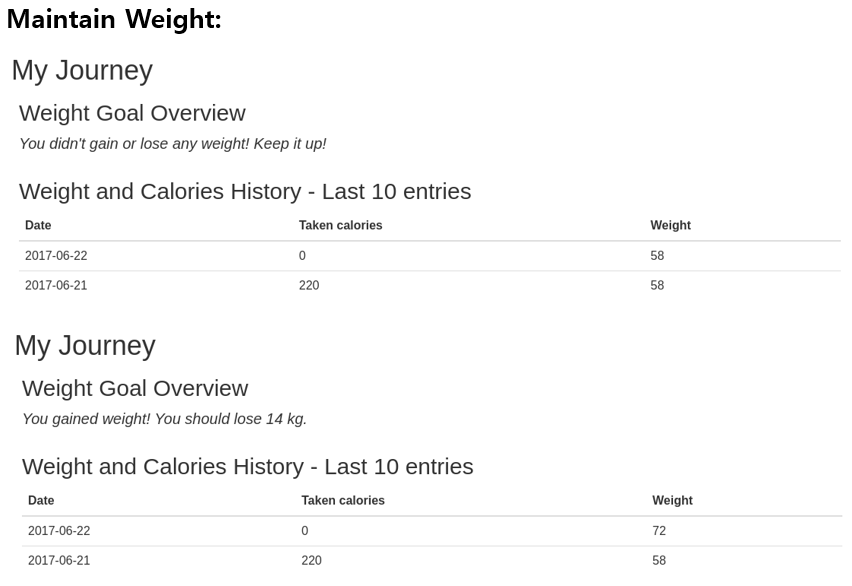 Maintain Weight:
My Journey
Weight Goal Overview
You didn't gain or lose any weight! Keep it up!
Weight and Calories History - Last 10 entries
Date Taken calories Weight
2017-06-22 0 58
2017-06-21 220 58
My Journey
Weight Goal Overview
You gained weight! You should lose 14 kg.
Weight and Calories History - Last 10 entries
Date Taken calories Weight
2017-06-22 0 72
2017-06-21 220 58